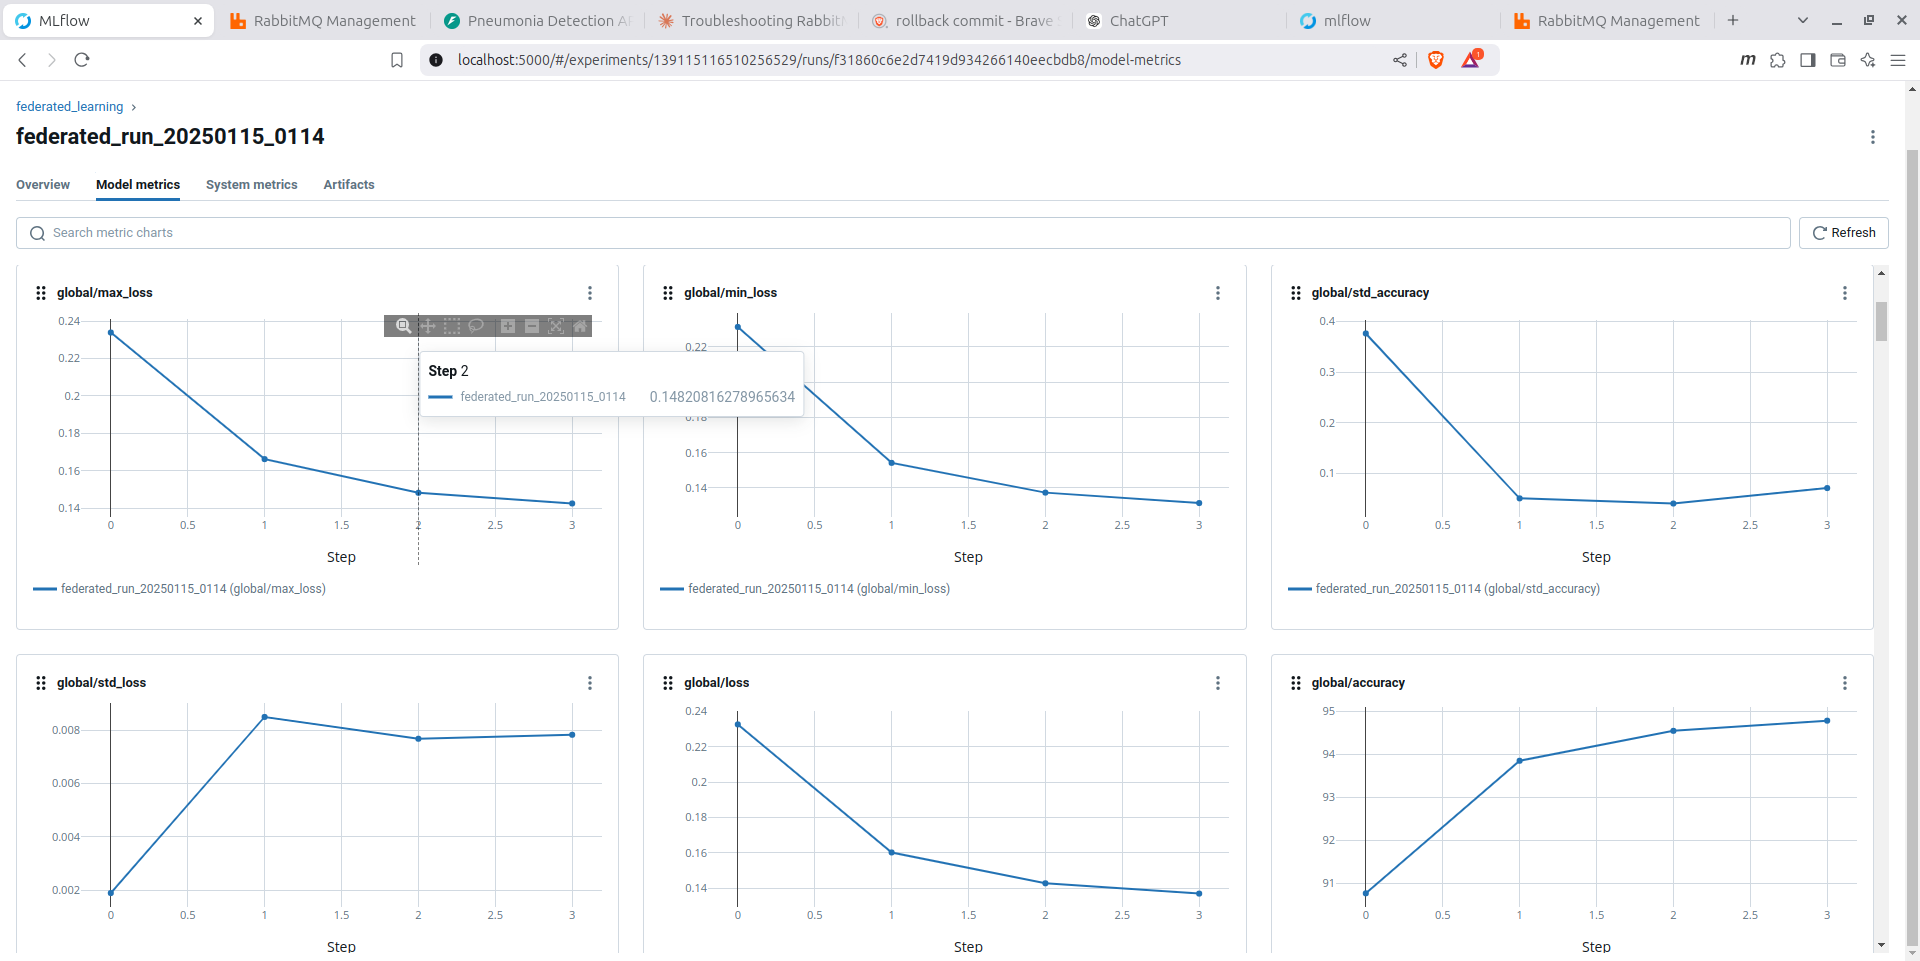 MLflow
RabbitMQ Management
Pneumonia Detection A
Troubleshooting Rabbit
rollback commit - Brave
ChatGPT
mlflow
RabbitMQ Management
localhost:5000/#/experiments/139115116510256529/runs/f31860c6e2d7419d934266140eecbdb8/model-metrics
1
m
federated_learning
federated_run_20250115_0114
Overview Model metrics System metrics Artifacts
Search metric charts
Refresh
global/max_loss
0.24
0.22
0.2
0.18
0.16
0.14
0 0.5 1 1.5 2 2.5 3
Step
federated_run_20250115_0114 (global/max_loss)
Step 2
federated_run_20250115_0114 0.14820816278965634
global/min_loss
0.22
0.18
0.16
0.14
0 0.5 1 1.5 2 2.5 3
Step
federated_run_20250115_0114 (global/min_loss)
global/std_accuracy
0.4
0.3
0.2
0.1
0 0.5 1 1.5 2 2.5 3
Step
federated_run_20250115_0114 (global/std_accuracy)
global/std_loss
0.008
0.006
0.004
0.002
0 0.5 1 1.5 2 2.5 3
Step
global/loss
0.24
0.22
0.2
0.18
0.16
0.14
0 0.5 1 1.5 2 2.5 3
Step
global/accuracy
95
94
93
92
91
0 0.5 1 1.5 2 2.5 3
Step